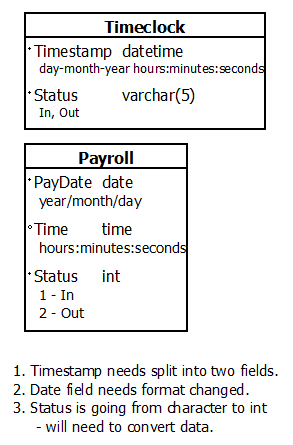 Timeclock
Timestamp datetime
day-month-year hours:minutes:seconds
Status varchar(5)
In, Out
Payroll
PayDate date
year/month/day
Time time
hours:minutes:seconds
Status int
1 - In
2 - Out
1. Timestamp needs split into two fields.
2. Date field needs format changed.
3. Status is going from character to int
- will need to convert data.